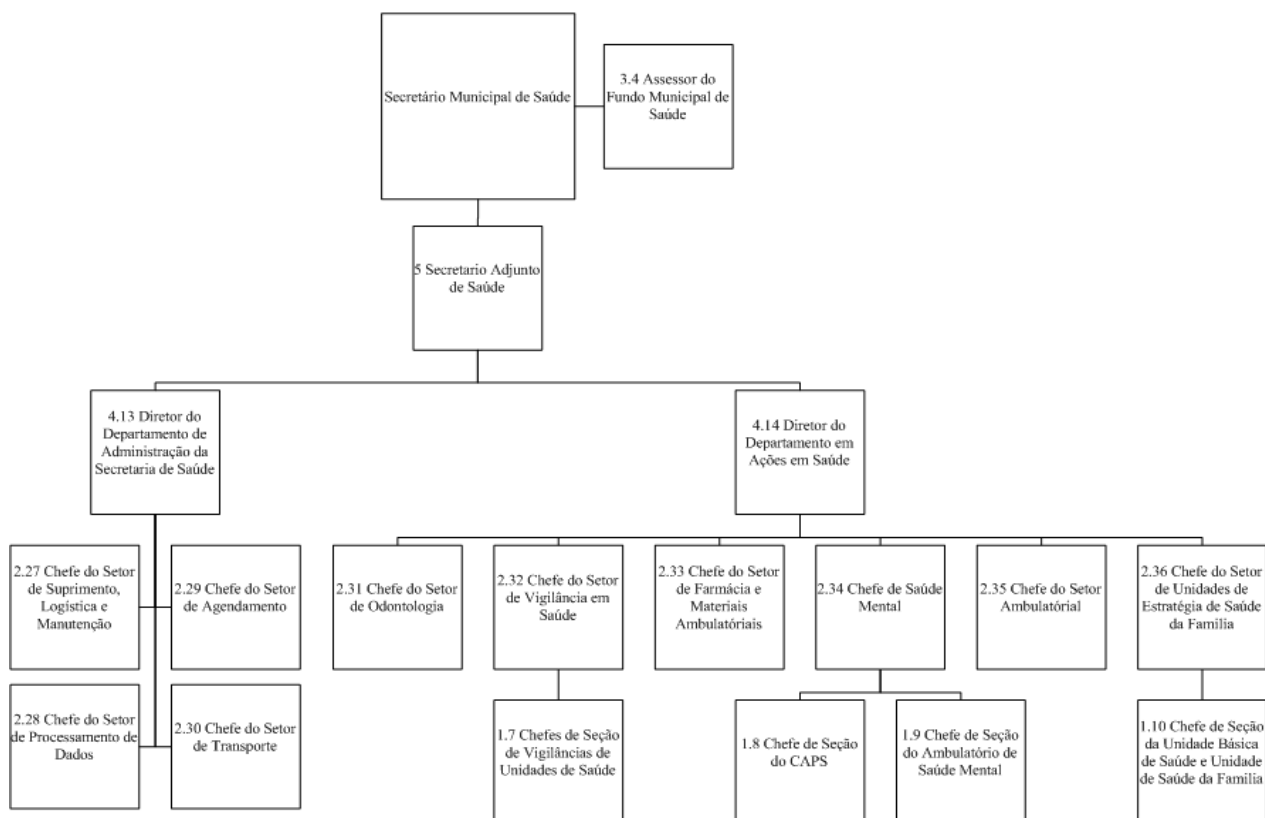 Secretário Municipal de Saúde
3.4 Assessor do
Fundo Municipal de
Saúde
5 Secretario Adjunto
de Saúde
4.13 Diretor do
Departamento de
Administração da
Secretaria de Saúde
4.14 Diretor do
Departamento em
Ações em Saúde
2.27 Chefe do Setor
de Suprimento,
Logística e
Manutenção
2.29 Chefe do Setor
de Agendamento
2.31 Chefe do Setor
de Odontologia
2.32 Chefe do Setor
de Vigilância em
Saúde
2.33 Chefe do Setor
de Farmácia e
Materiais
Ambulatóriais
2.34 Chefe de Saúde
Mental
2.35 Chefe do Setor
Ambulatórial
2.36 Chefe do Setor
de Unidades de
Estratégia de Saúde
da Familia
2.28 Chefe do Setor
de Processamento de
Dados
2.30 Chefe do Setor
de Transporte
1.7 Chefes de Seção
de Vigilâncias de
Unidades de Saúde
1.8 Chefe de Seção
do CAPS
1.9 Chefe de Seção
do Ambulatório de
Saúde Mental
1.10 Chefe de Seção
da Unidade Básica
de Saúde e Unidade
de Saúde da Familia